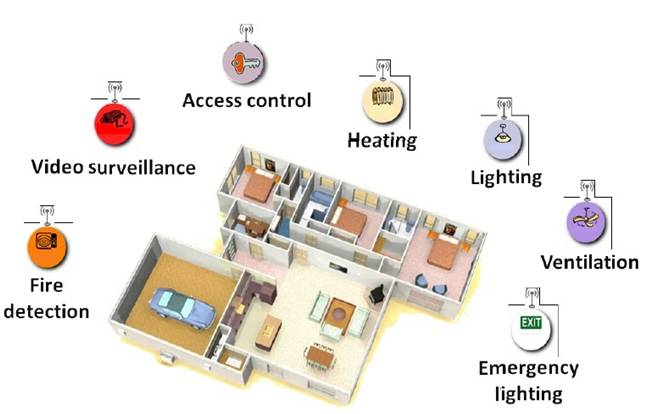 Access control
Heating
Video surveillance
Lighting
Fire
detection
Ventilation
EXIT
Emergency
lighting